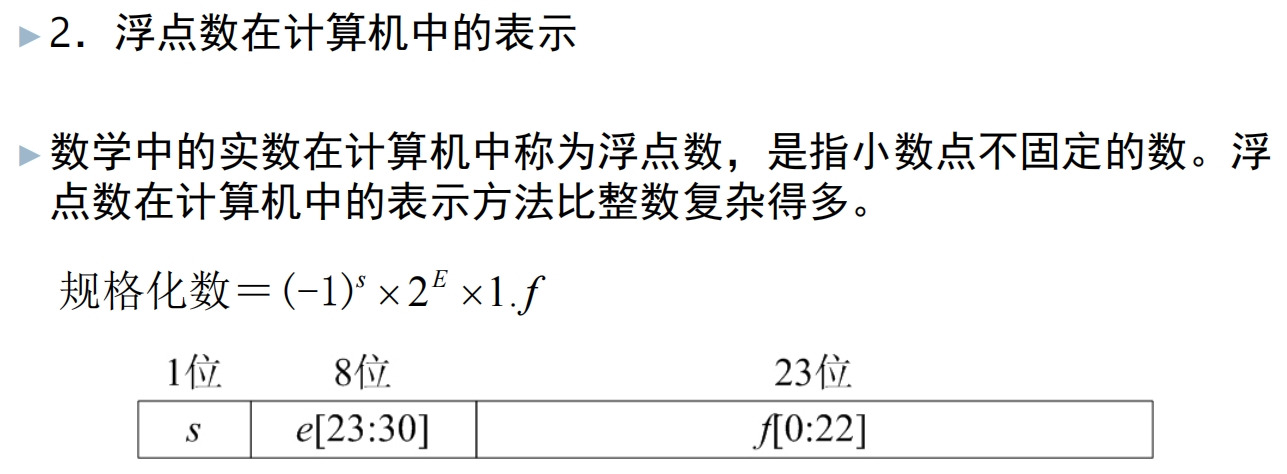 2．浮点数在计算机中的表示
数学中的实数在计算机中称为浮点数，是指小数点不固定的数。浮
点数在计算机中的表示方法比整数复杂得多。
规格化数＝(-1)^s × 2^E × 1.f
1位 8位 23位
s e[23:30] f[0:22]